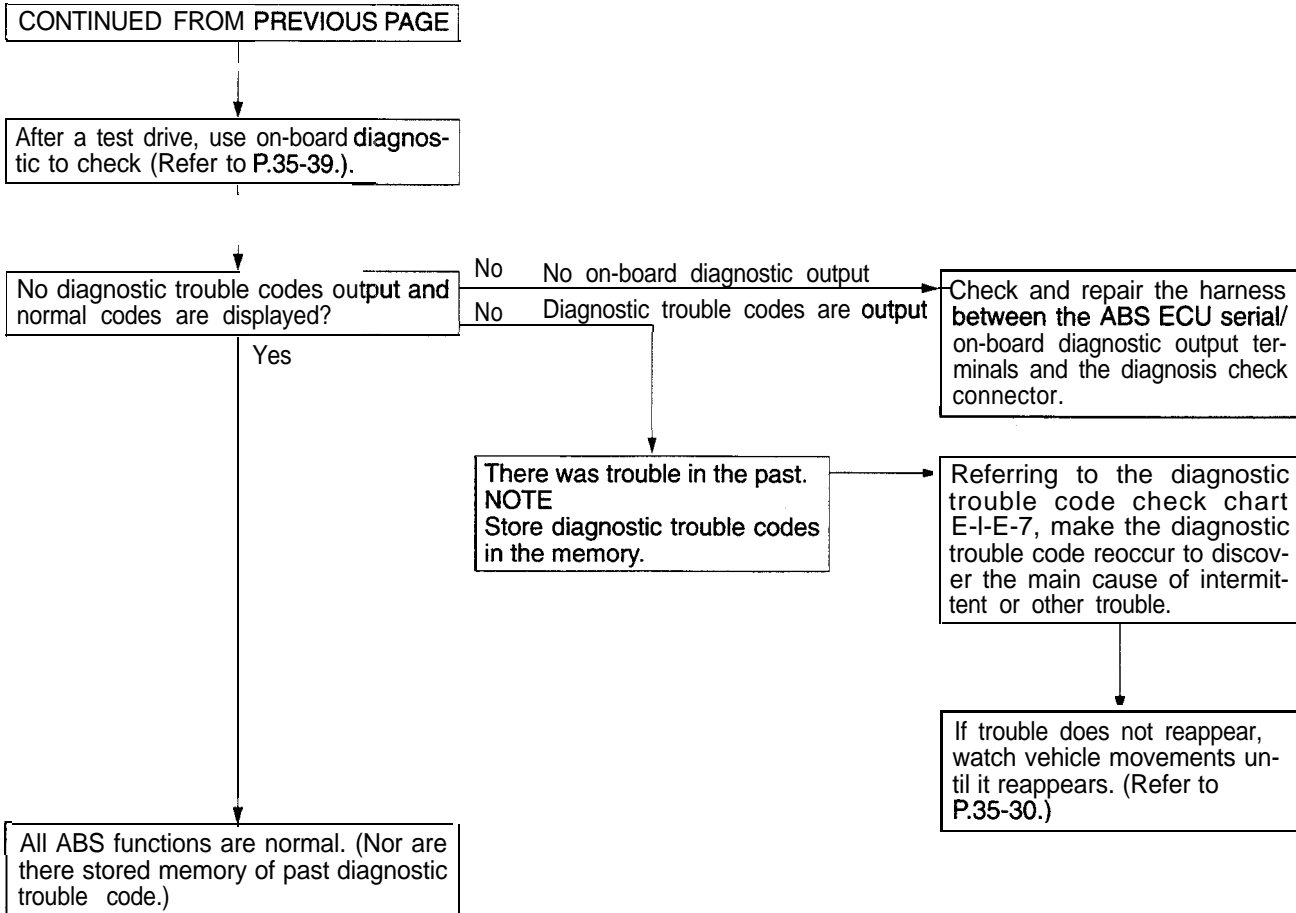 CONTINUED FROM PREVIOUS PAGE
After a test drive, use on-board diagnos-
tic to check (Refer to P.35-39.).
No diagnostic trouble codes output and
normal codes are displayed?
No No on-board diagnostic output
No Diagnostic trouble codes are output
Yes
Check and repair the harness
between the ABS ECU serial/
on-board diagnostic output ter-
minals and the diagnosis check
connector.
There was trouble in the past.
NOTE
Store diagnostic trouble codes
in the memory.
Referring to the diagnostic
trouble code check chart
E-I-E-7, make the diagnostic
trouble code reoccur to discov-
er the main cause of intermit-
tent or other trouble.
If trouble does not reappear,
watch vehicle movements un-
til it reappears. (Refer to
P.35-30.)
All ABS functions are normal. (Nor are
there stored memory of past diagnostic
trouble code.)